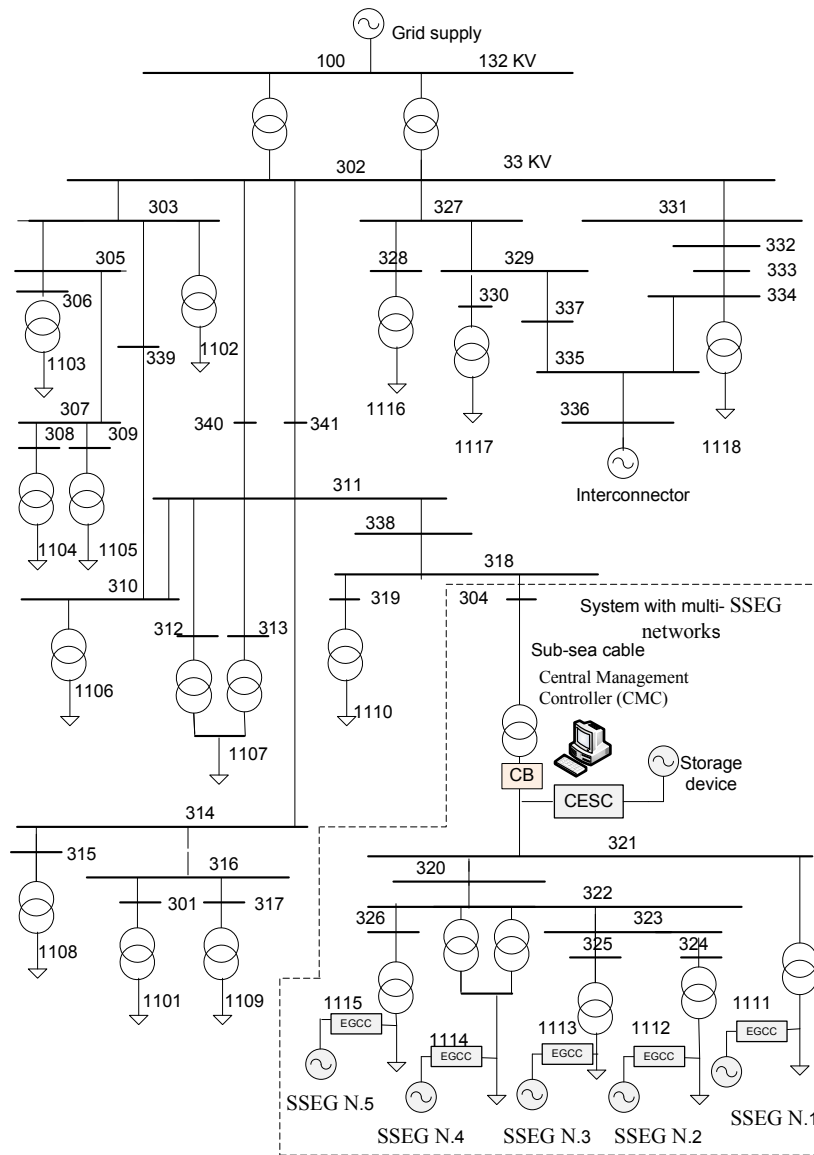 Grid supply
100
132 KV
302
33 KV
303
327
331
305
328
329
332
306
330
333
334
337
1103
339
1102
335
1116
336
307
340
341
1117
1118
308
309
Interconnector
311
1104
1105
338
310
318
319
304
System with multi- SSEG
networks
312
313
Sub-sea cable
Central Management
Controller (CMC)
1106
1110
1107
CB
Storage
device
CESC
314
321
315
320
316
322
301
317
326
323
325
324
1108
1101
1109
1115
1114
1113
1112
1111
EGCC
EGCC
EGCC
EGCC
EGCC
SSEG N.5
SSEG N.4
SSEG N.3
SSEG N.2
SSEG N.1